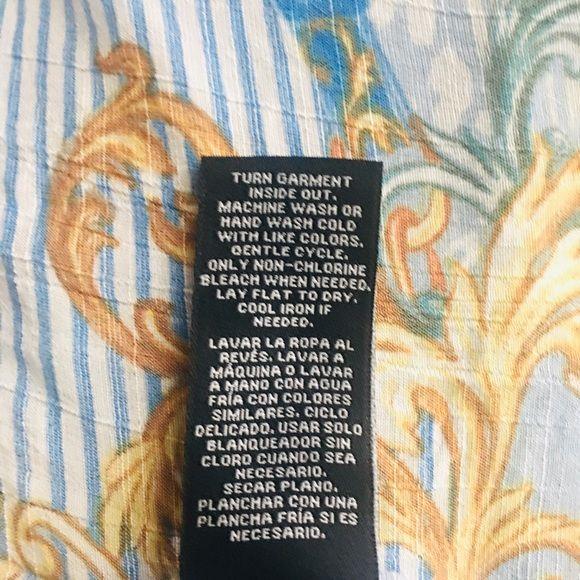 TURN GARMENT
INSIDE OUT.
MACHINE WASH OR
HAND WASH COLD
WITH LIKE COLORS.
GENTLE CYCLE.
ONLY NON-CHLORINE
BLEACH WHEN NEEDED.
LAY FLAT TO DRY.
COOL IRON IF
NEEDED.
LAVAR LA ROPA AL
REVÉS. LAVAR A
MÁQUINA O LAVAR
A MANO CON AGUA
FRÍA CON COLORES
SIMILARES. CICLO
DELICADO. USAR SOLO
BLANQUEADOR SIN
CLORO CUANDO SEA
NECESARIO.
SECAR PLANO.
PLANCHAR CON UNA
PLANCHA FRÍA SI ES
NECESARIO.